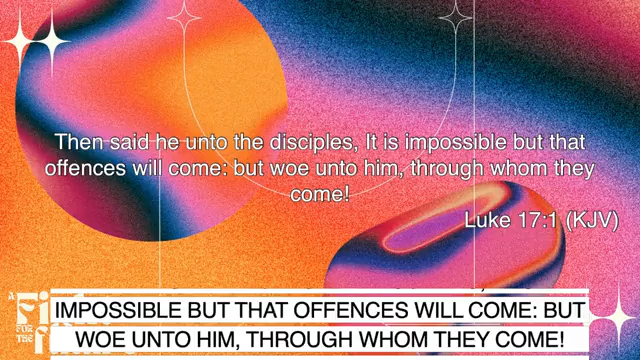 Then said he unto the disciples, It is impossible but that
offences will come: but woe unto him, through whom they
come!
Luke 17:1 (KJV)
A
FOR
THE
IMPOSSIBLE BUT THAT OFFENCES WILL COME: BUT
WOE UNTO HIM, THROUGH WHOM THEY COME!